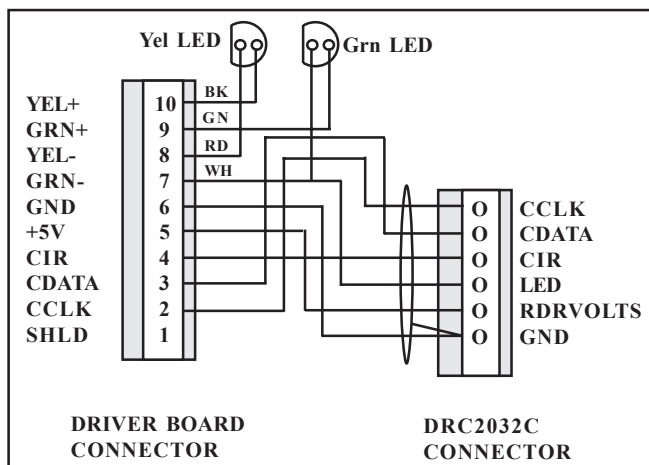 Yel LED
Grn LED
YEL+ 10 BK
GRN+ 9 GN
YEL- 8 RD
GRN- 7 WH
GND 6
+5V 5
CIR 4
CDATA 3
CCLK 2
SHLD 1
O CCLK
O CDATA
O CIR
O LED
O RDRVOLTS
O GND
DRIVER BOARD
CONNECTOR
DRC2032C
CONNECTOR